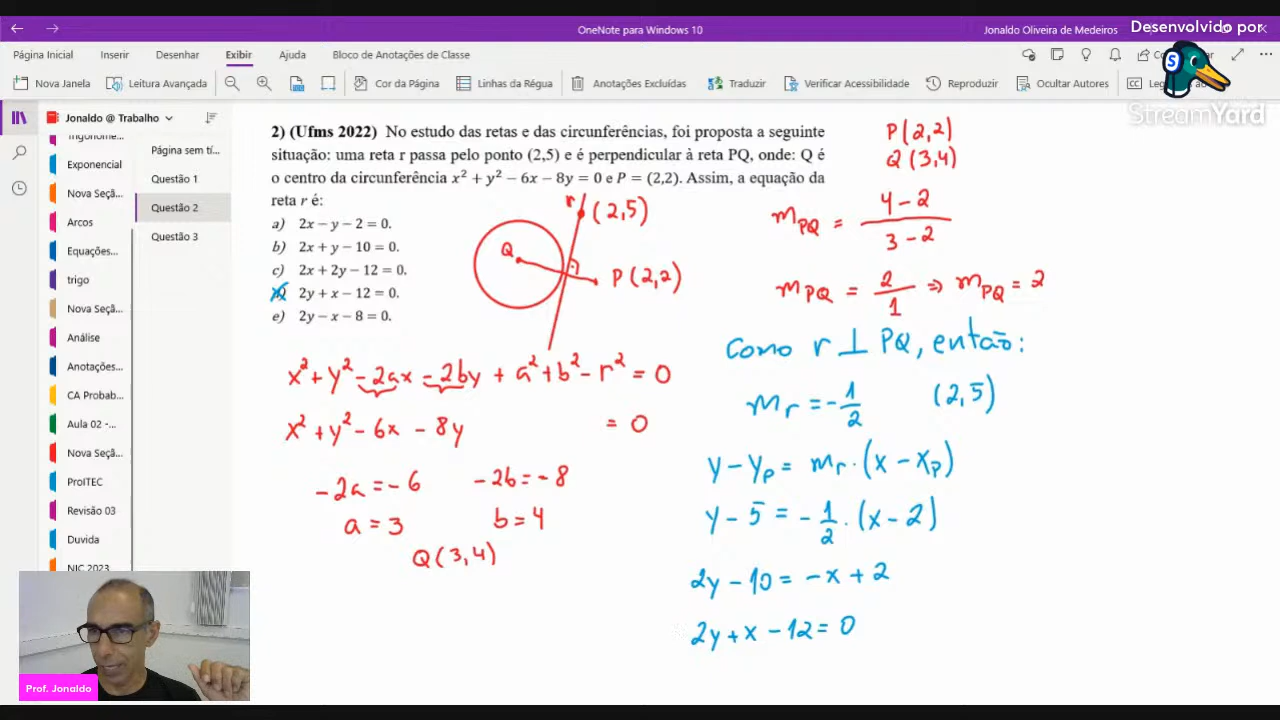 OneNote para Windows 10
Jonaldo Oliveira de Medeiros
Desenvolvido por
StreamYard
Página Inicial Inserir Desenhar Exibir Ajuda Bloco de Anotações de Classe
Nova Janela Leitura Avançada Cor da Página Linhas da Régua Anotações Excluídas Traduzir Verificar Acessibilidade Reproduzir Ocultar Autores
Jonaldo @ Trabalho
Exponencial
Nova Seçã...
Arcos
Equações...
trigo
Nova Seçã...
Análise
Anotações...
CA Probab...
Aula 02 -...
Nova Seça...
ProlTEC
Revisão 03
Duvida
NIC 2023
Página sem tí...
Questão 1
Questão 2
Questão 3
2) (Ufms 2022) No estudo das retas e das circunferências, foi proposta a seguinte
situação: uma reta r passa pelo ponto (2,5) e é perpendicular à reta PQ, onde: Q é
o centro da circunferência x² + y² − 6x − 8y = 0 e P = (2,2). Assim, a equação da
reta r é:
a) 2x − y − 2 = 0.
b) 2x + y − 10 = 0.
c) 2x + 2y − 12 = 0.
2y + x − 12 = 0.
e) 2y − x − 8 = 0.
r (2,5)
Q
P (2,2)
x² + y² - 2ax - 2by + a² + b² - r² = 0
x² + y² - 6x - 8y = 0
-2a = -6 -2b = -8
a = 3 b = 4
Q (3,4)
P(2,2)
Q(3,4)
mPQ = 4-2
3-2
mPQ = 2/1 ⇒ mPQ = 2
Como r ⊥ PQ, então:
mr = -1/2 (2,5)
y - yp = mr · (x - xp)
y - 5 = -1/2 · (x - 2)
2y - 10 = -x + 2
2y + x - 12 = 0
Prof. Jonaldo